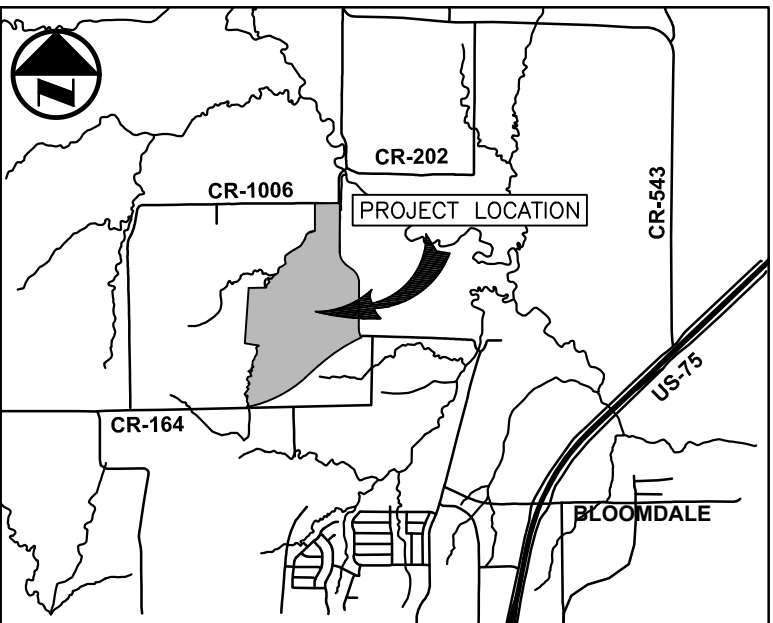 CR-202
CR-1006
CR-543
PROJECT LOCATION
US-75
CR-164
BLOOMDALE